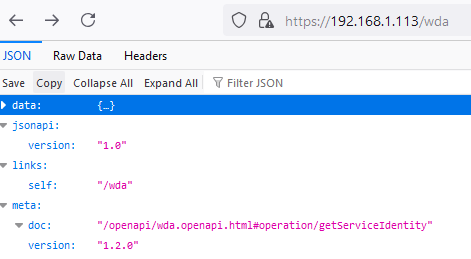 https://192.168.1.113/wda
JSON Raw Data Headers
Save Copy Collapse All Expand All Filter JSON
data: {…}
jsonapi:
version: "1.0"
links:
self: "/wda"
meta:
doc: "/openapi/wda.openapi.html#operation/getServiceIdentity"
version: "1.2.0"